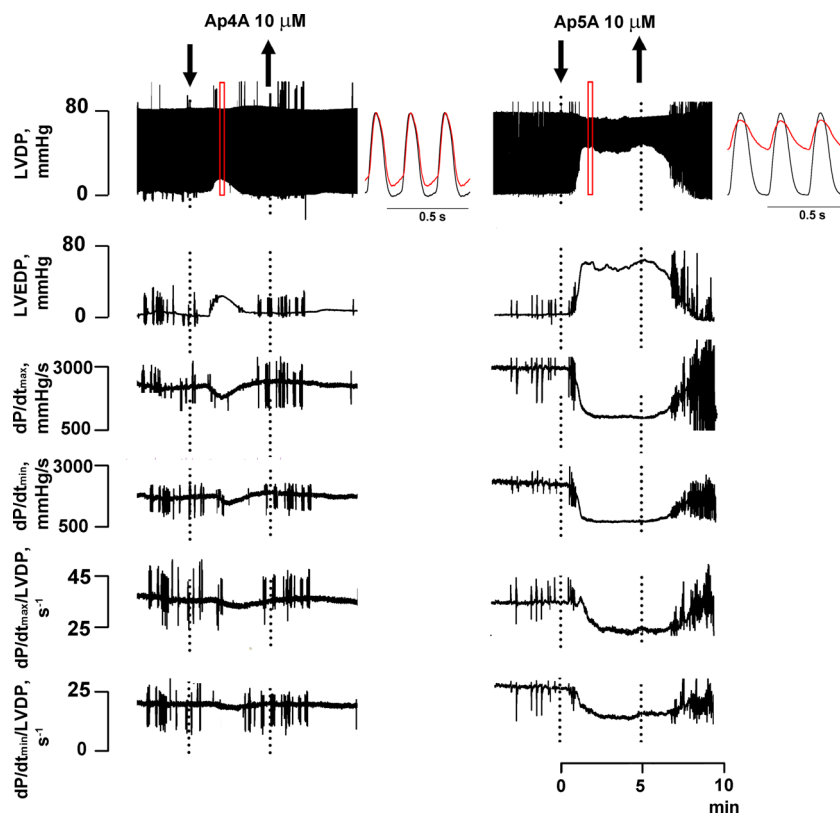 Ap4A 10 μM
Ap5A 10 μM
LVDP,
mmHg
80
0
0.5 s
0.5 s
LVEDP,
mmHg
80
0
dP/dtmax,
mmHg/s
3000
500
dP/dtmin,
mmHg/s
3000
500
dP/dtmax/LVDP,
s-1
45
25
dP/dtmin/LVDP,
s-1
25
0
0
5
10
min